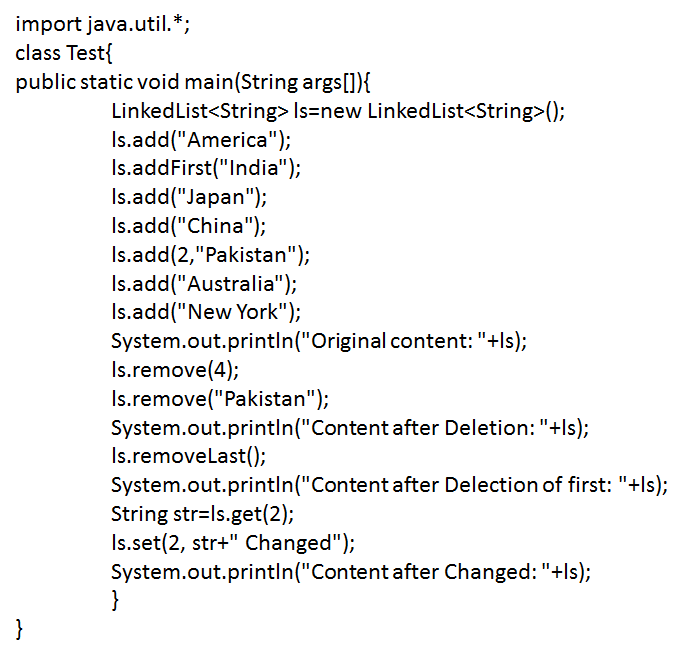 import java.util.*;
class Test{
public static void main(String args[]){
LinkedList<String> ls=new LinkedList<String>();
ls.add("America");
ls.addFirst("India");
ls.add("Japan");
ls.add("China");
ls.add(2,"Pakistan");
ls.add("Australia");
ls.add("New York");
System.out.println("Original content: "+ls);
ls.remove(4);
ls.remove("Pakistan");
System.out.println("Content after Deletion: "+ls);
ls.removeLast();
System.out.println("Content after Delection of first: "+ls);
String str=ls.get(2);
ls.set(2, str+" Changed");
System.out.println("Content after Changed: "+ls);
}
}